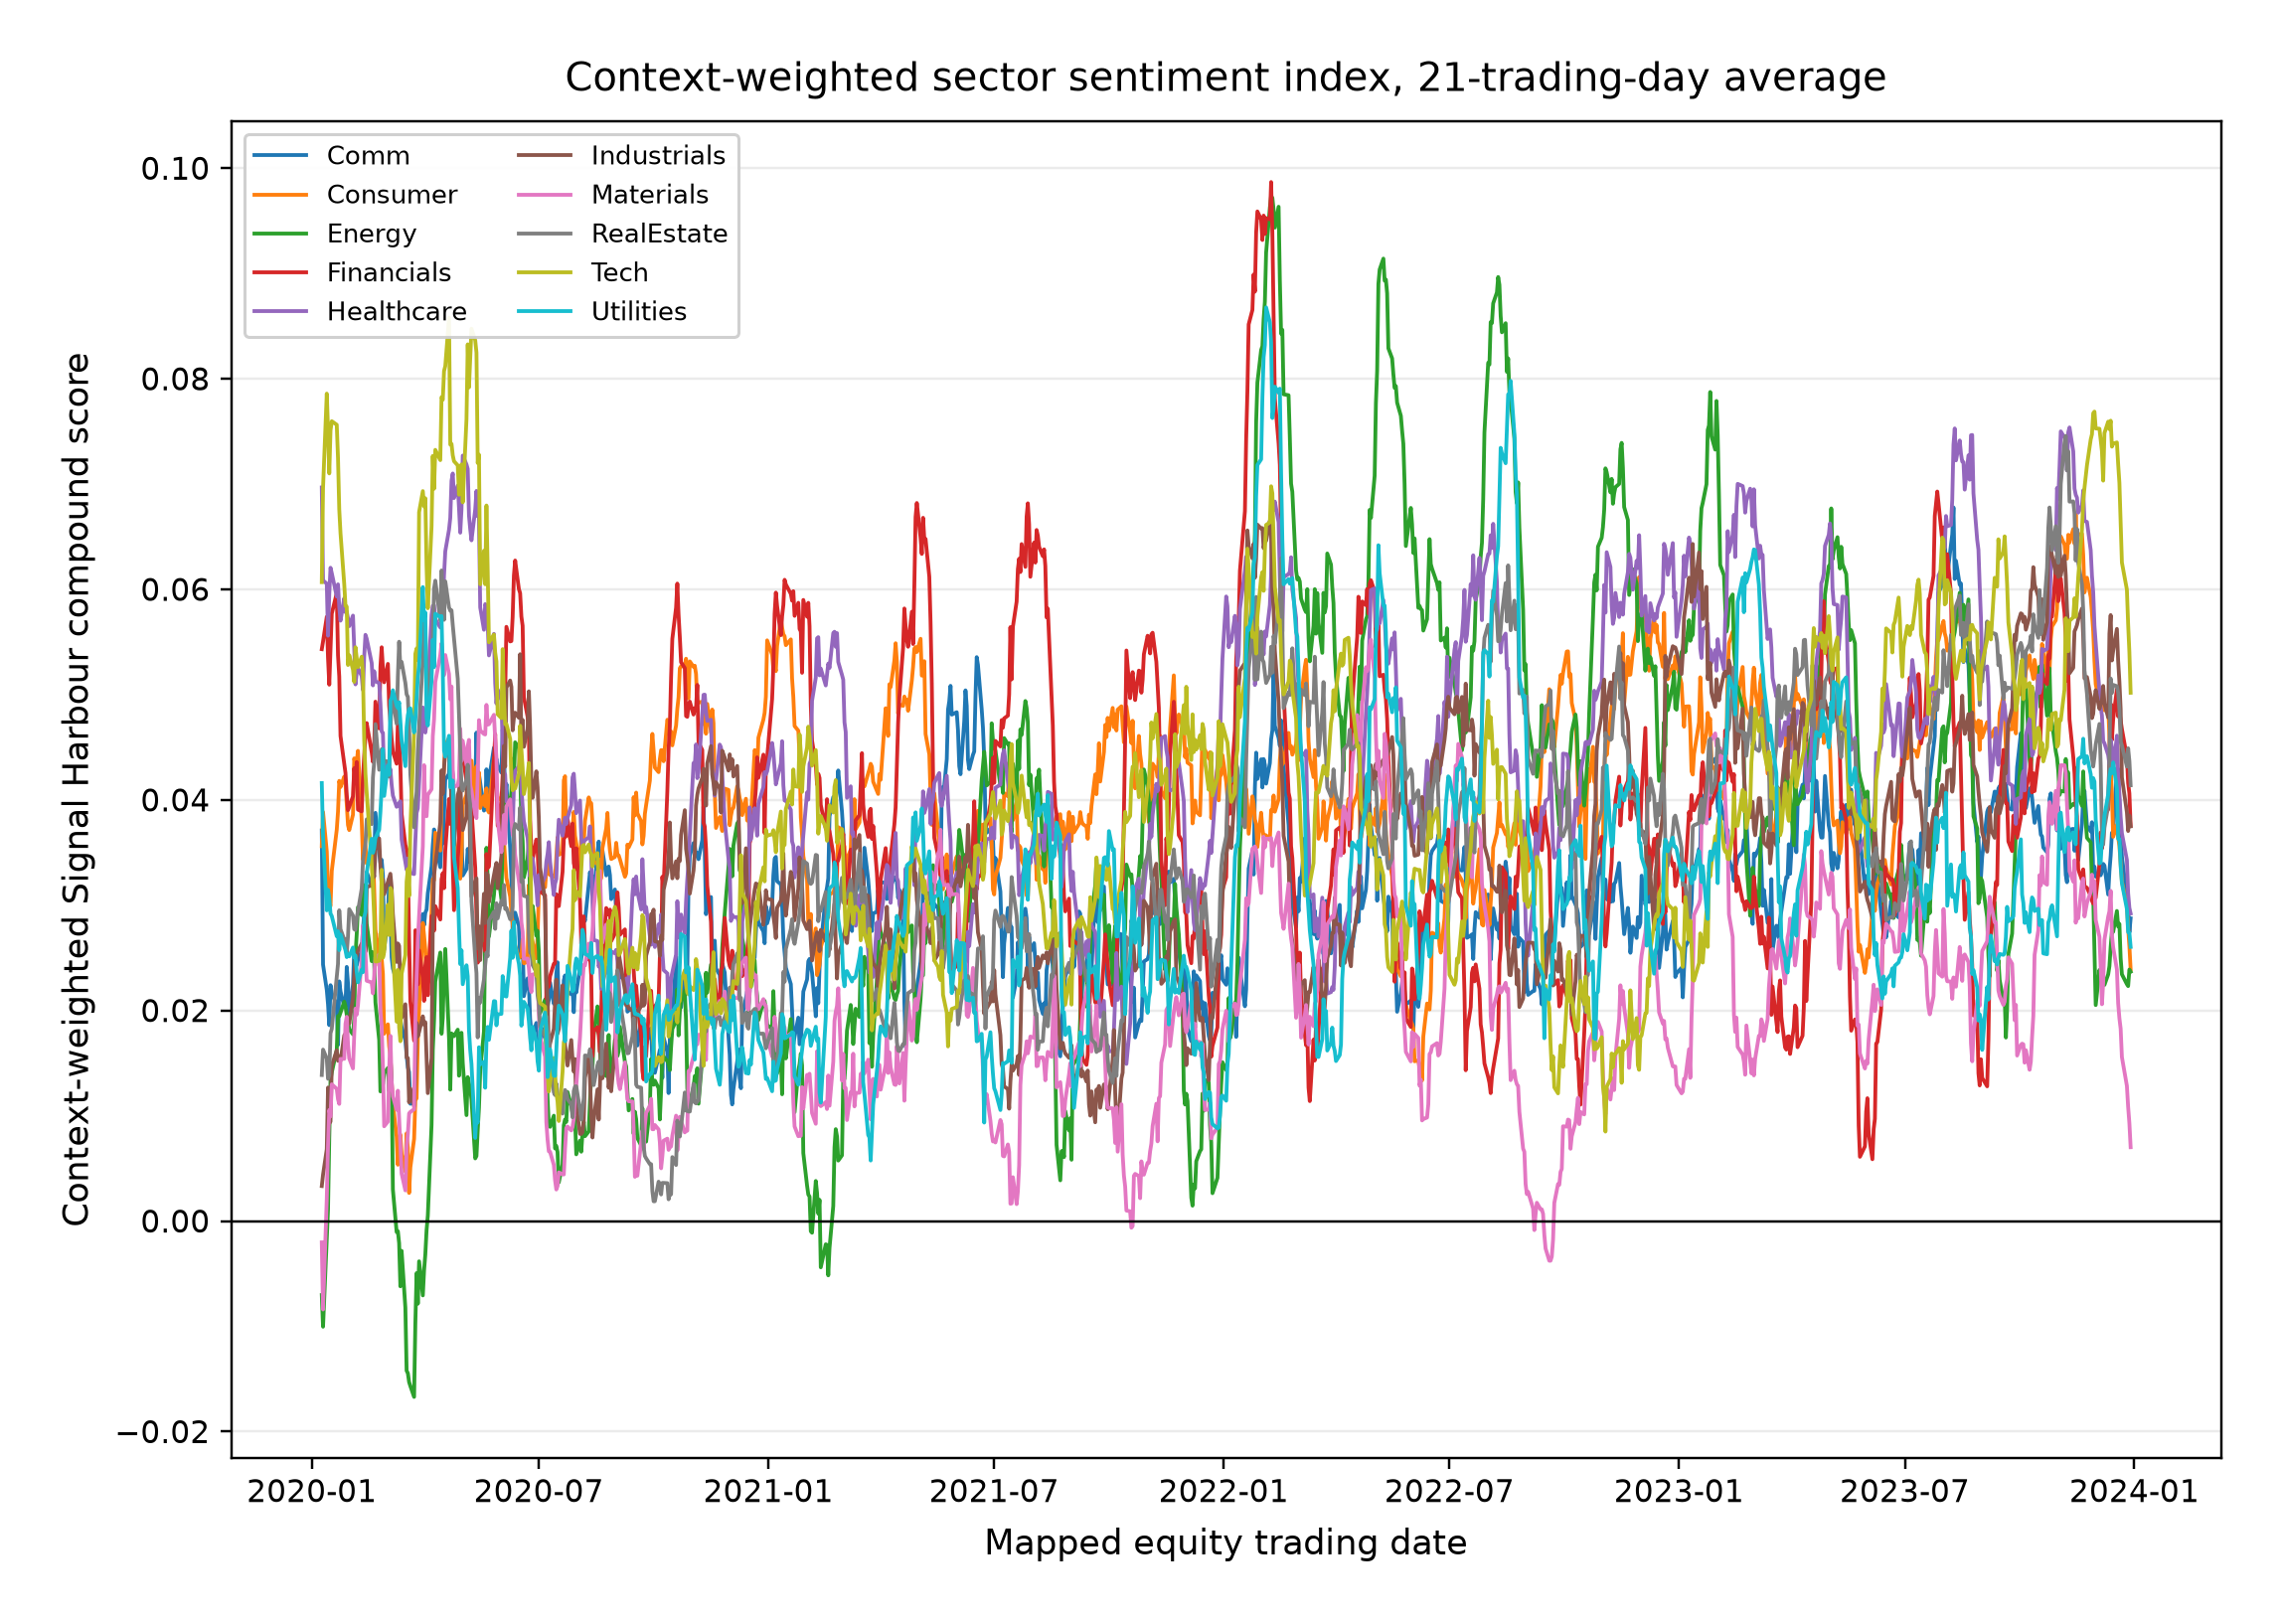 Context-weighted sector sentiment index, 21-trading-day average
Context-weighted Signal Harbour compound score
0.10
0.08
0.06
0.04
0.02
0.00
−0.02
Comm
Consumer
Energy
Financials
Healthcare
Industrials
Materials
RealEstate
Tech
Utilities
2020-01 2020-07 2021-01 2021-07 2022-01 2022-07 2023-01 2023-07 2024-01
Mapped equity trading date